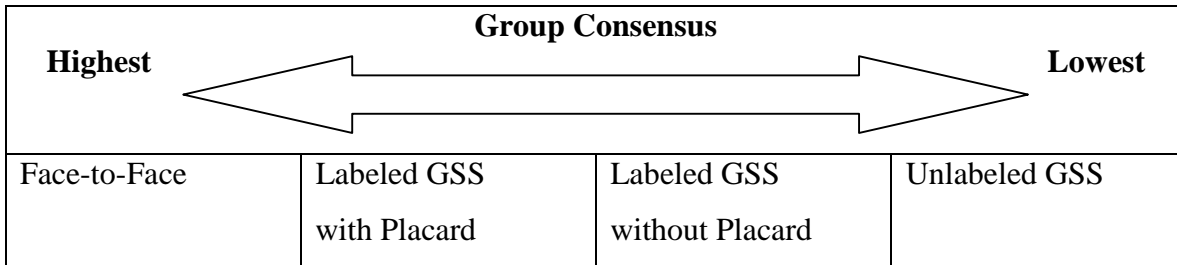 Group Consensus
Highest
Lowest
Face-to-Face
Labeled GSS
with Placard
Labeled GSS
without Placard
Unlabeled GSS